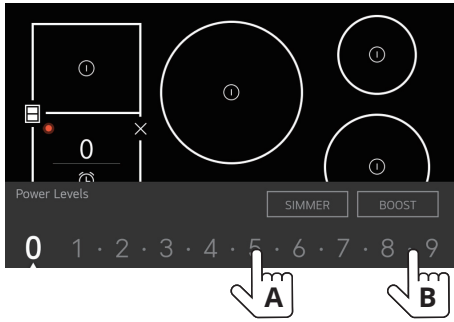 0
Power Levels
SIMMER BOOST
0 1 · 2 · 3 · 4 · 5 · 6 · 7 · 8 · 9
A B